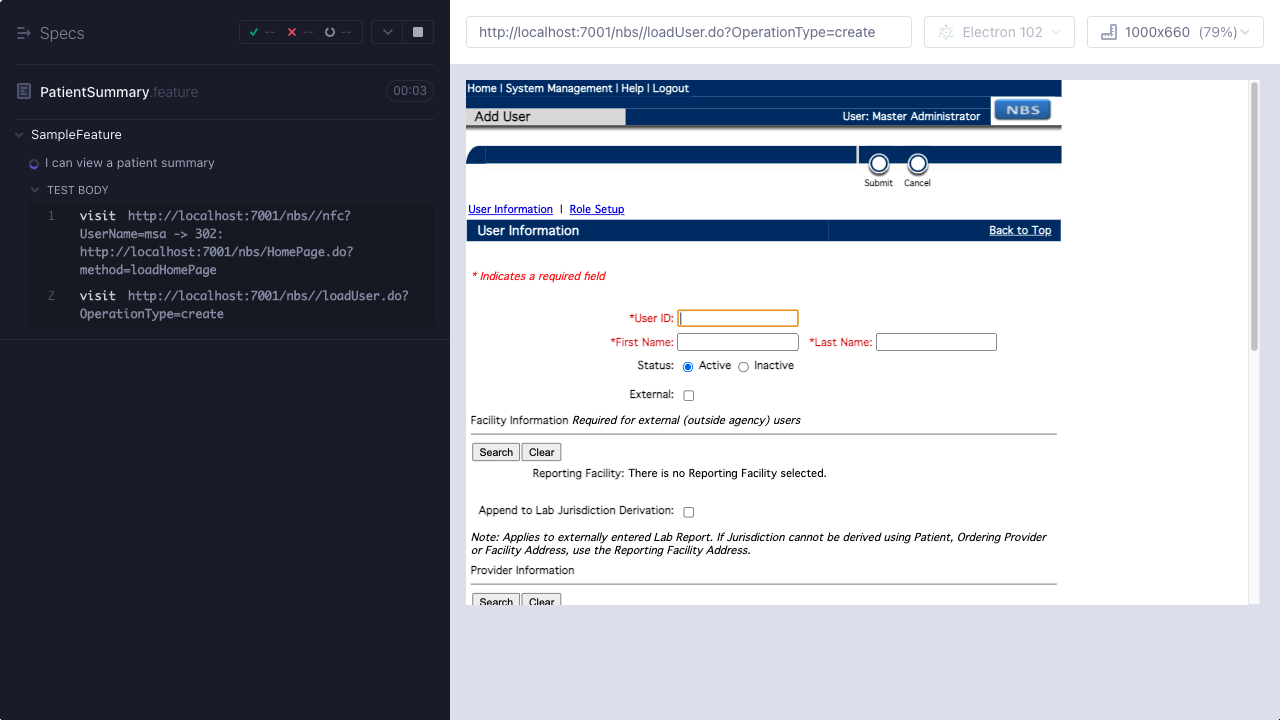 Specs
--
--
--
http://localhost:7001/nbs//loadUser.do?OperationType=create
Electron 102
1000x660 (79%)
PatientSummary.feature
00:03
SampleFeature
I can view a patient summary
TEST BODY
1 visit http://localhost:7001/nbs//nfc?
UserName=msa -> 302:
http://localhost:7001/nbs/HomePage.do?
method=loadHomePage
2 visit http://localhost:7001/nbs//loadUser.do?
OperationType=create
Home | System Management | Help | Logout
Add User
User: Master Administrator
NBS
Submit
Cancel
User Information | Role Setup
User Information
Back to Top
* Indicates a required field
*User ID:
*First Name:
*Last Name:
Status: Active Inactive
External:
Facility Information Required for external (outside agency) users
Search Clear
Reporting Facility: There is no Reporting Facility selected.
Append to Lab Jurisdiction Derivation:
Note: Applies to externally entered Lab Report. If Jurisdiction cannot be derived using Patient, Ordering Provider
or Facility Address, use the Reporting Facility Address.
Provider Information
Search Clear